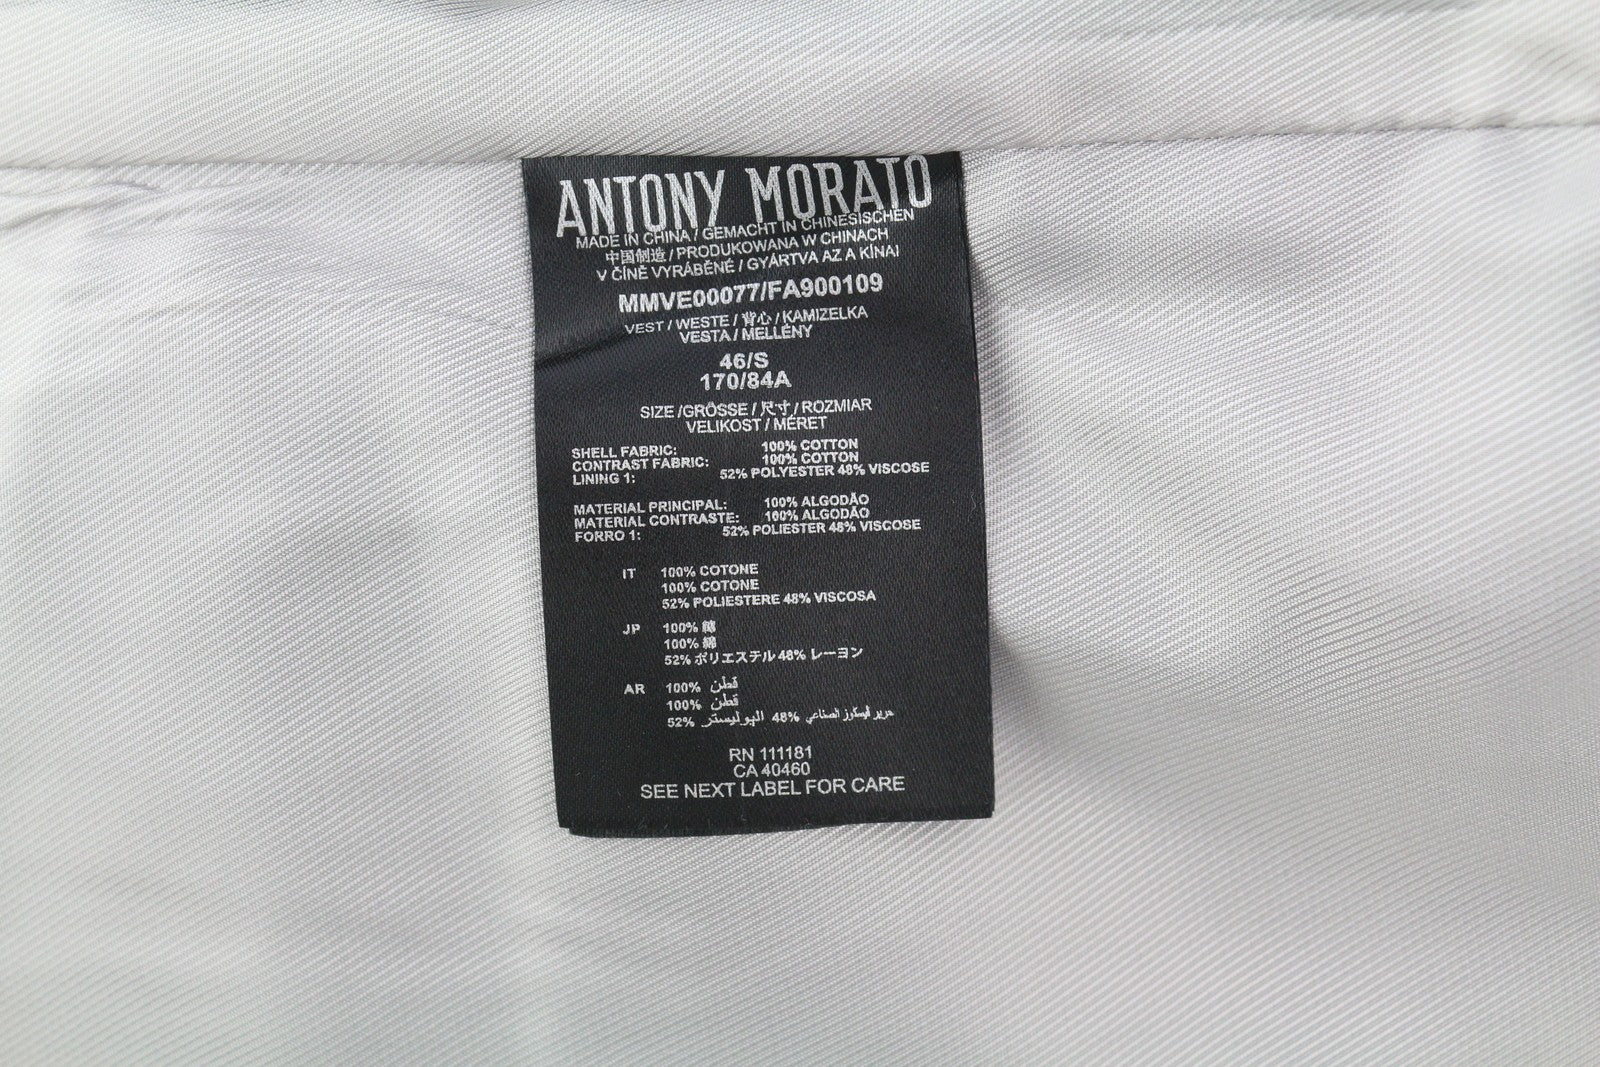 ANTONY MORATO
MADE IN CHINA / GEMACHT IN CHINESISCHEN
中国制造 / PRODUKOWANA W CHINACH
V ČÍNĚ VYRÁBĚNÉ / GYÁRTVA AZ A KÍNAI
MMVE00077/FA900109
VEST / WESTE / 背心 / KAMIZELKA
VESTA / MELLÉNY
46/S
170/84A
SIZE /GRÖSSE / 尺寸 / ROZMIAR
VELIKOST / MÉRET
SHELL FABRIC: 100% COTTON
CONTRAST FABRIC: 100% COTTON
LINING 1: 52% POLYESTER 48% VISCOSE
MATERIAL PRINCIPAL: 100% ALGODÃO
MATERIAL CONTRASTE: 100% ALGODÃO
FORRO 1: 52% POLIESTER 48% VISCOSE
IT 100% COTONE
100% COTONE
52% POLIESTERE 48% VISCOSA
JP 100% 綿
100% 綿
52% ポリエステル 48% レーヨン
AR 100% قطن
100% قطن
52% البوليستر 48% حرير الصناعي
RN 111181
CA 40460
SEE NEXT LABEL FOR CARE